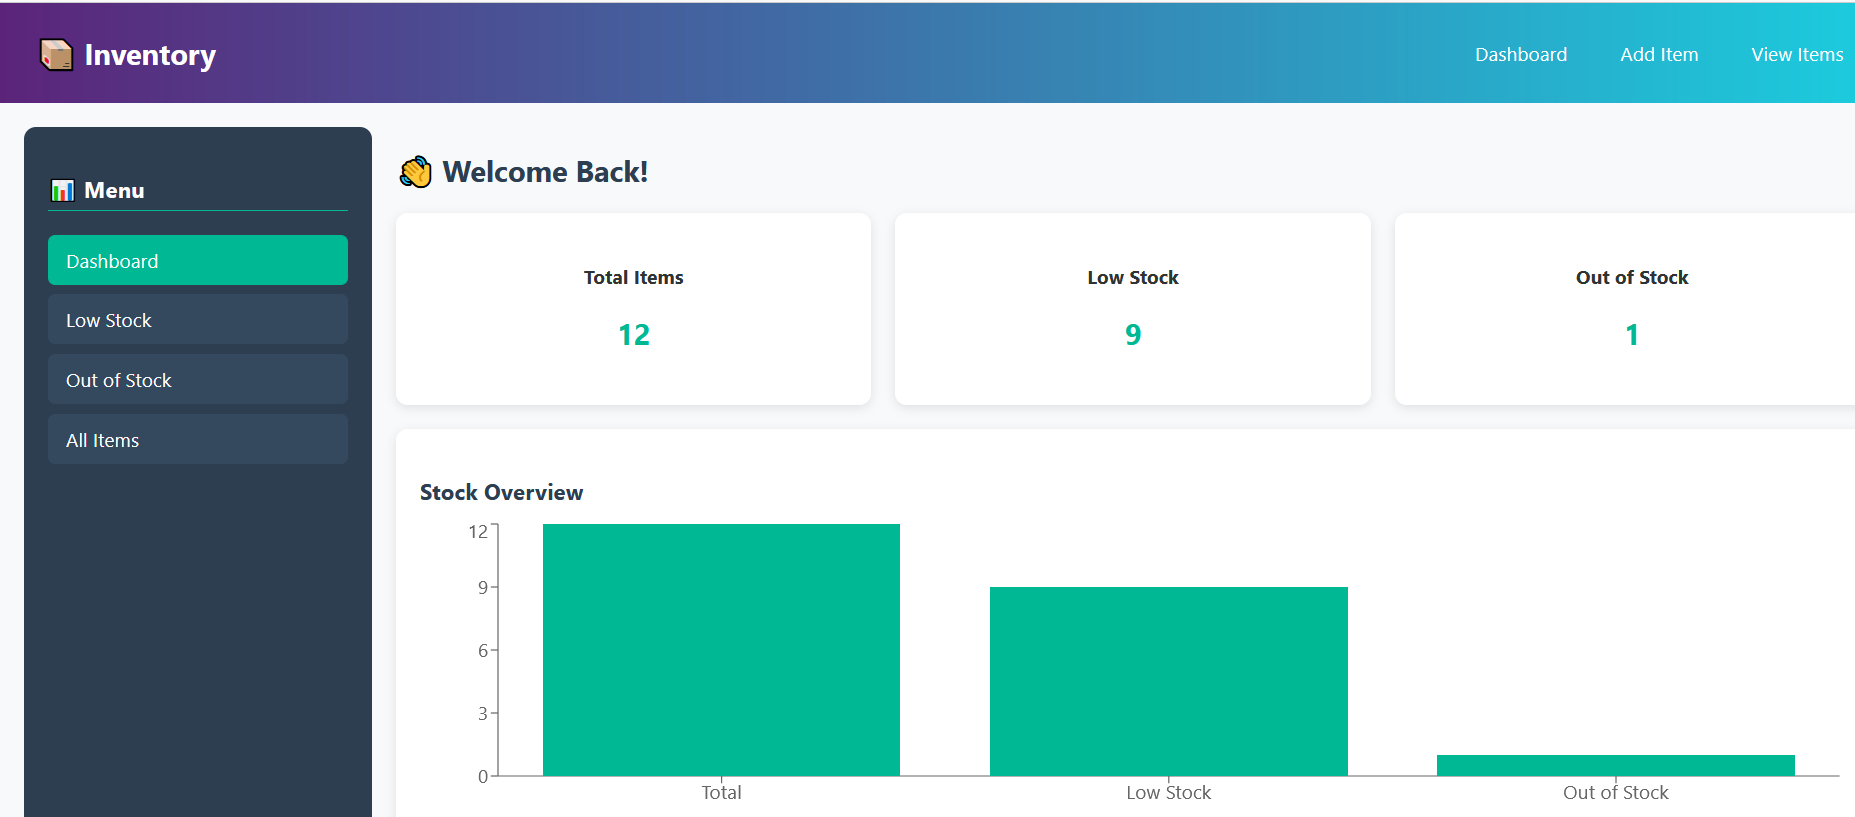 Inventory
Dashboard
Add Item
View Items
Menu
Dashboard
Low Stock
Out of Stock
All Items
Welcome Back!
Total Items
12
Low Stock
9
Out of Stock
1
Stock Overview
12
9
6
3
0
Total
Low Stock
Out of Stock